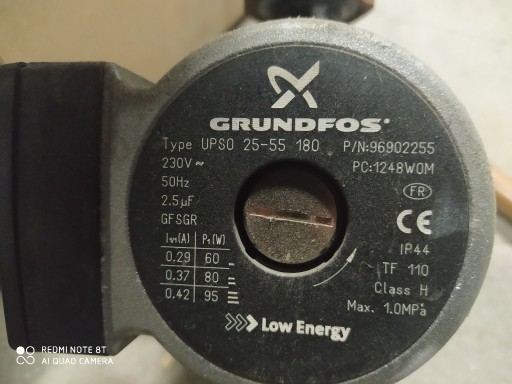 GRUNDFOS
Type UPSO 25-55 180 P/N:96902255
230V ~ PC:1248WOM
50Hz FR
2.5µF CE
GFSGR IP44
I1/1(A) P1(W) TF 110
0.29 60 Class H
0.37 80 Max. 1.0MPa
0.42 95
Low Energy
REDMI NOTE 8T
AI QUAD CAMERA